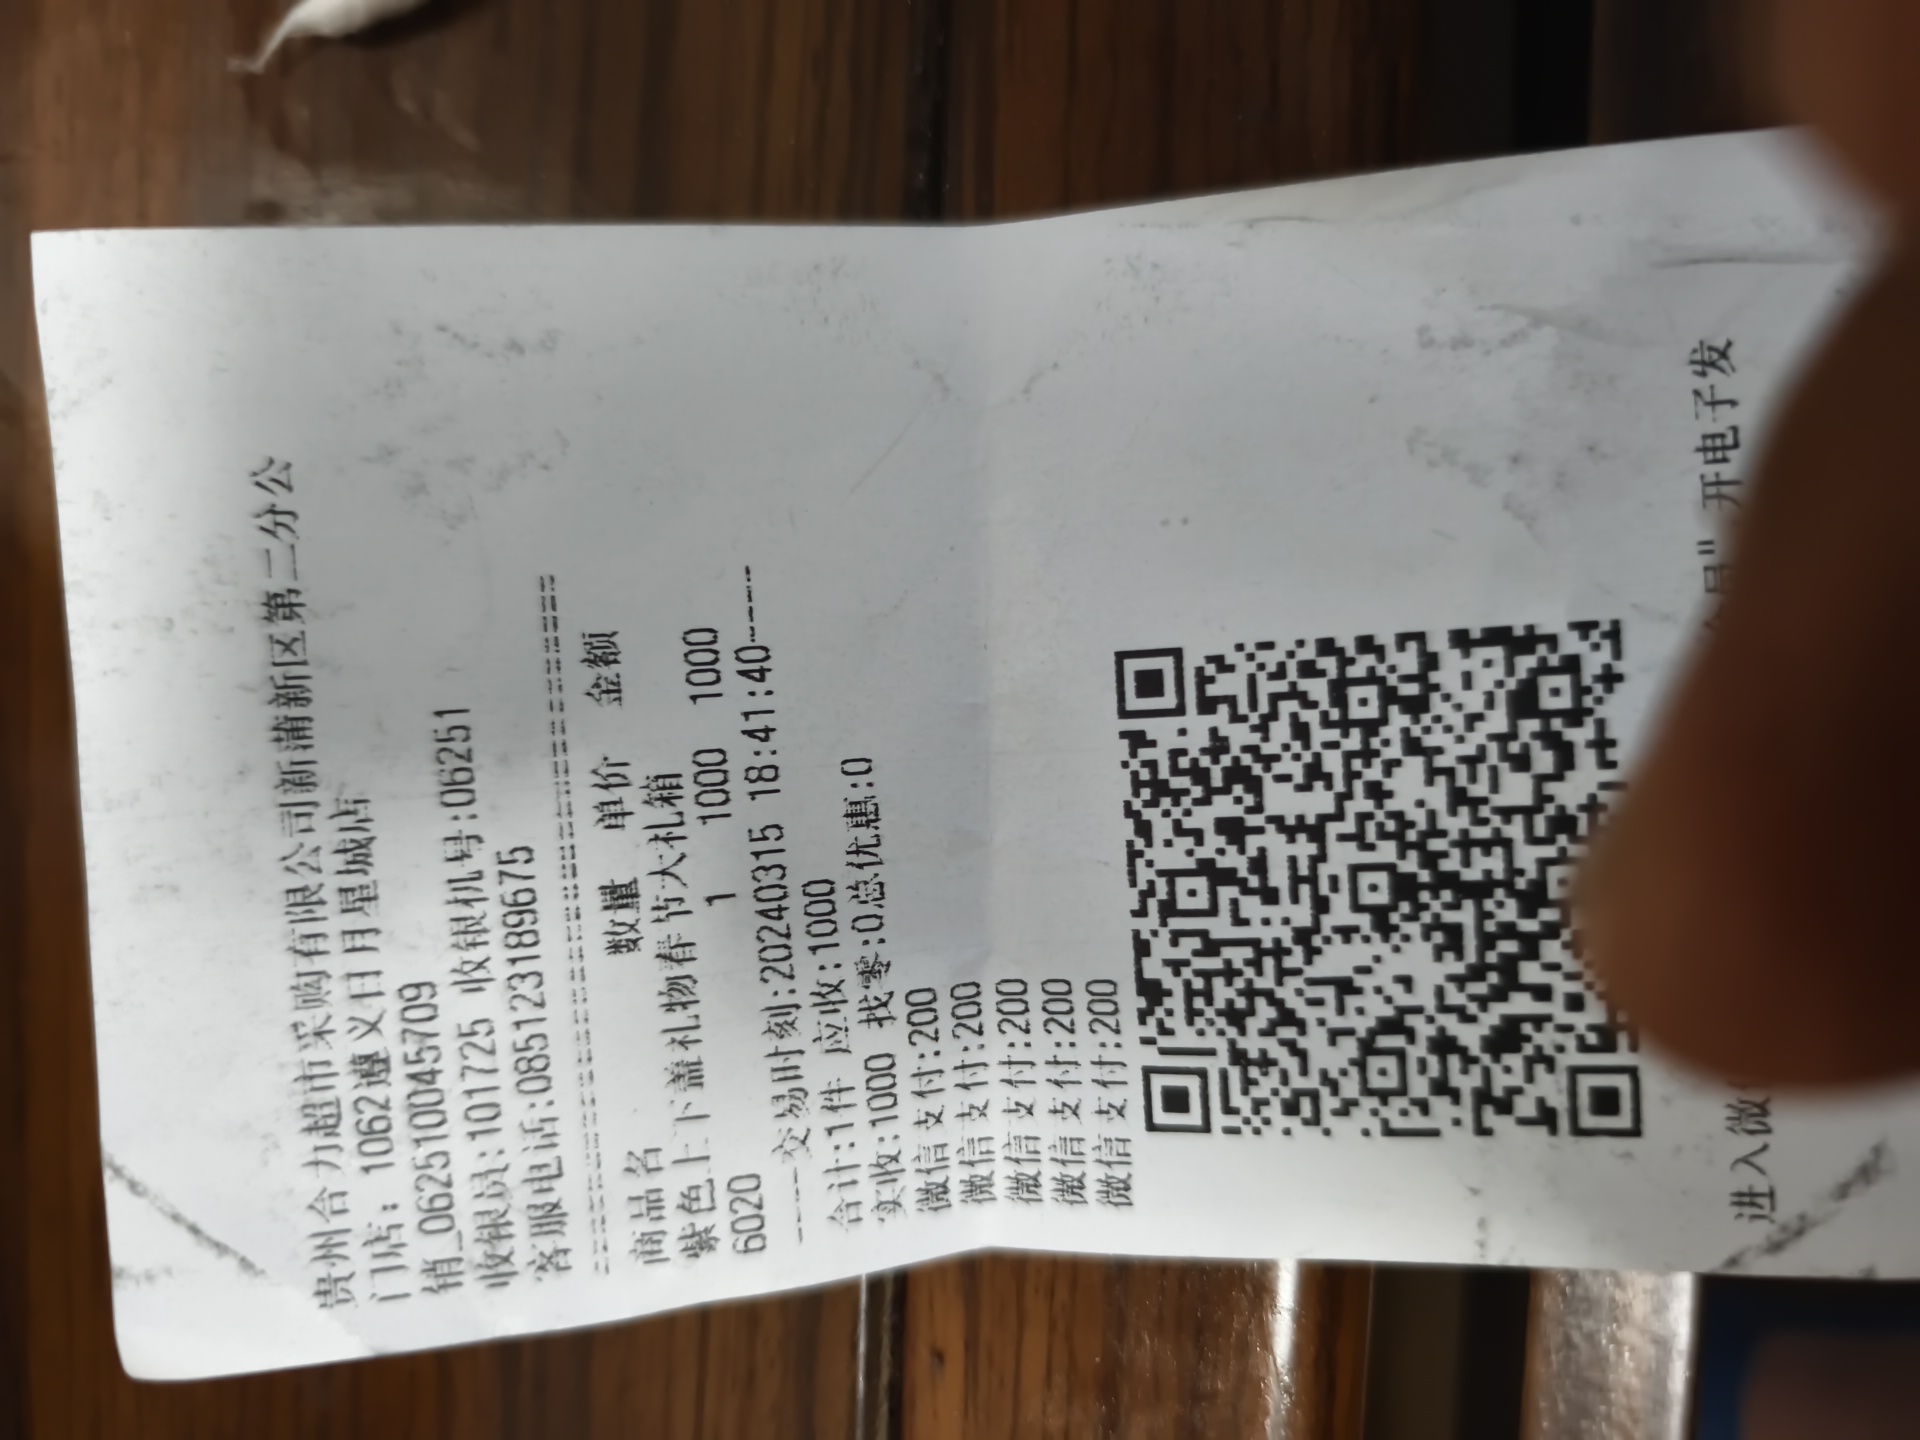 贵州合力超市采购有限公司新蒲新区第二分公
门店： 1062遵义日月星城店
销_062510045709
收银员:101725 收银机号:06251
客服电话:085123189675
商品名 数量 单价 金额
紫色上下盖礼物春节大礼箱
6020 1 1000 1000
-----交易时刻:20240315 18:41:40-----
合计:1件 应收:1000
实收:1000 找零:0总优惠:0
微信支付:200
微信支付:200
微信支付:200
微信支付:200
微信支付:200
进入微 员"开电子发